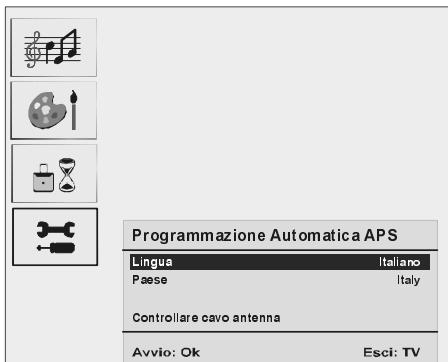 Programmazione Automatica APS
Lingua Italiano
Paese Italy
Controllare cavo antenna
Avvio: Ok Esci: TV